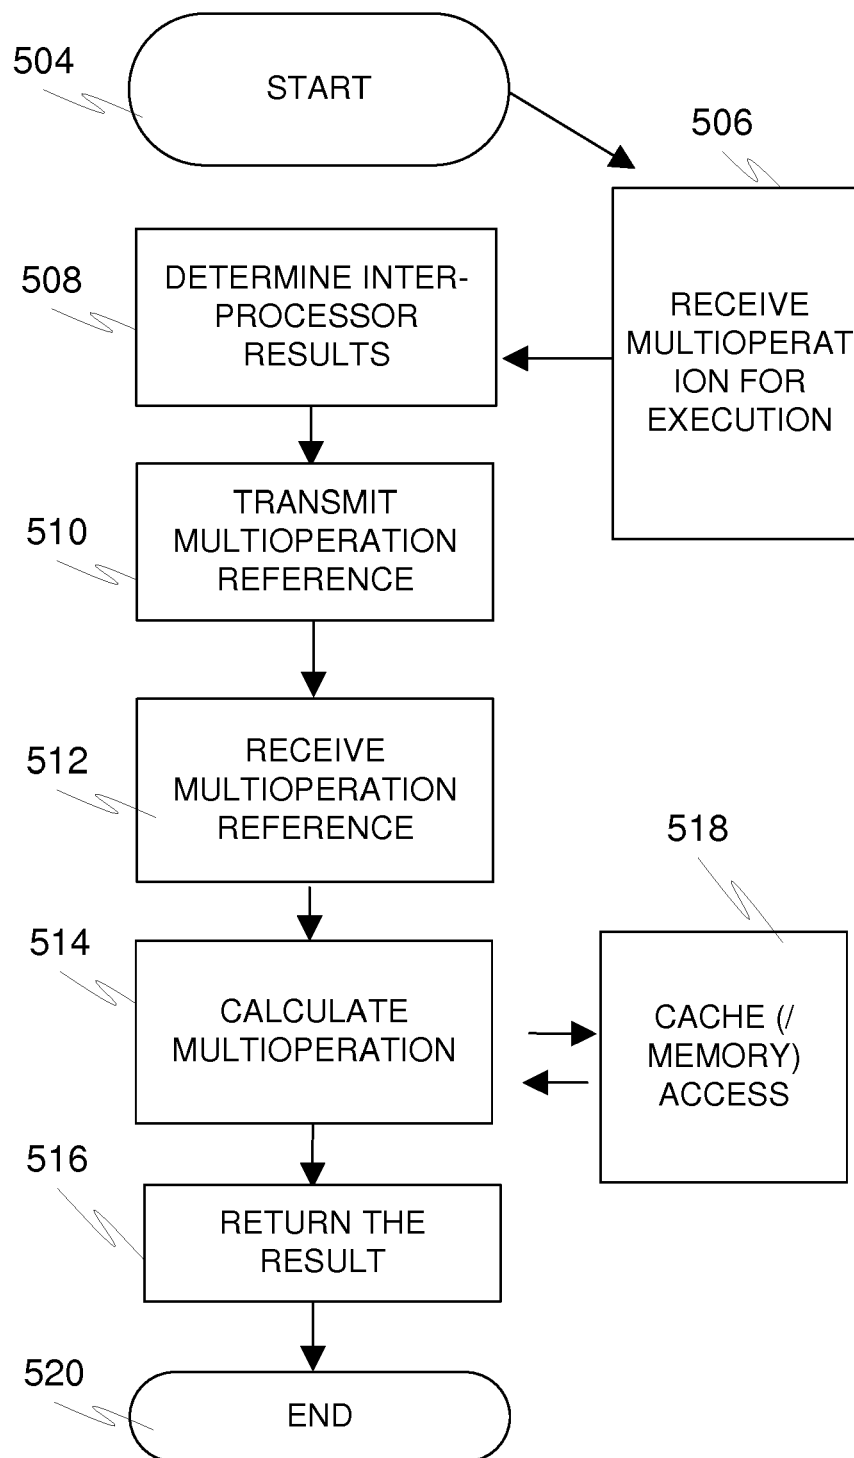 504
START
506
RECEIVE
MULTIOPERAT
ION FOR
EXECUTION
508
DETERMINE INTER-
PROCESSOR
RESULTS
510
TRANSMIT
MULTIOPERATION
REFERENCE
512
RECEIVE
MULTIOPERATION
REFERENCE
514
CALCULATE
MULTIOPERATION
518
CACHE (/
MEMORY)
ACCESS
516
RETURN THE
RESULT
520
END